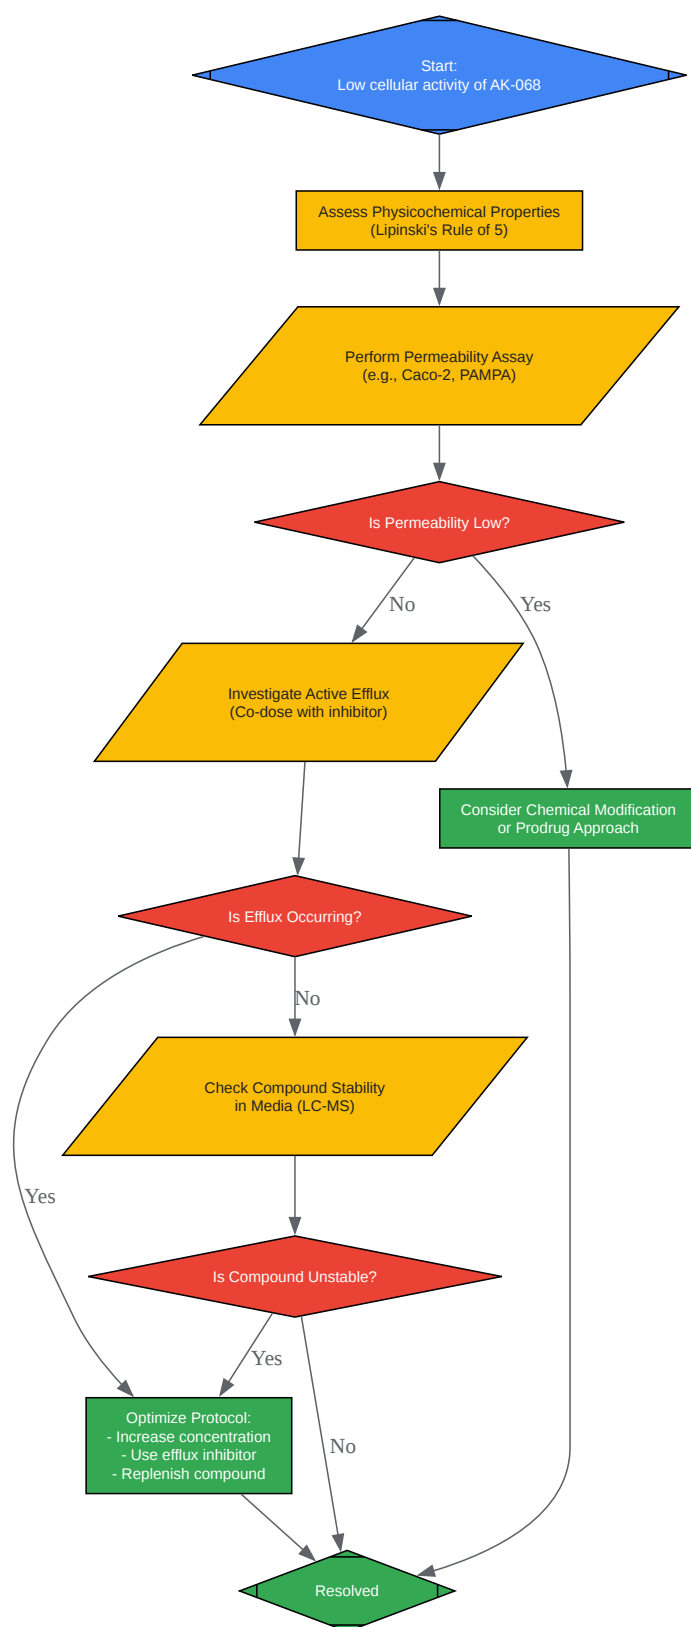 Start:
Low cellular activity of AK-068
Assess Physicochemical Properties
(Lipinski's Rule of 5)
Perform Permeability Assay
(e.g., Caco-2, PAMPA)
Is Permeability Low?
No
Yes
Investigate Active Efflux
(Co-dose with inhibitor)
Consider Chemical Modification
or Prodrug Approach
Is Efflux Occurring?
No
Check Compound Stability
in Media (LC-MS)
Yes
Is Compound Unstable?
Yes
Optimize Protocol:
- Increase concentration
- Use efflux inhibitor
- Replenish compound
No
Resolved